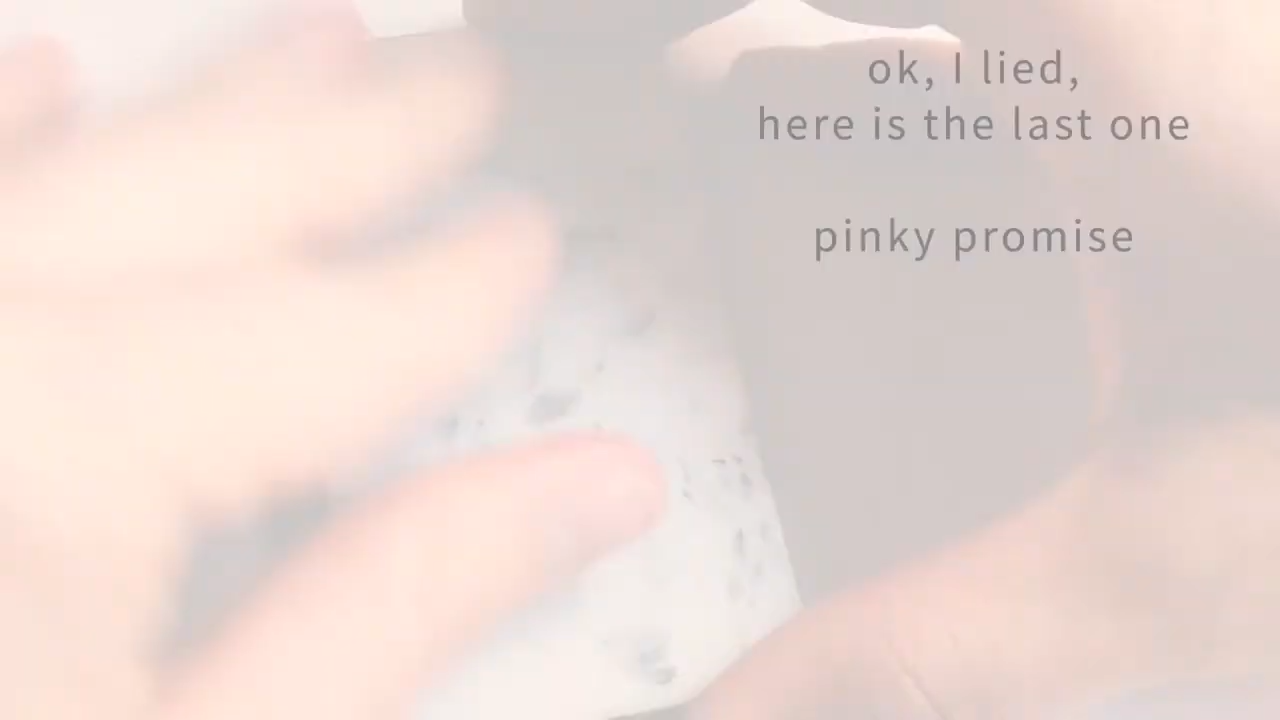 ok, I lied,
here is the last one
pinky promise